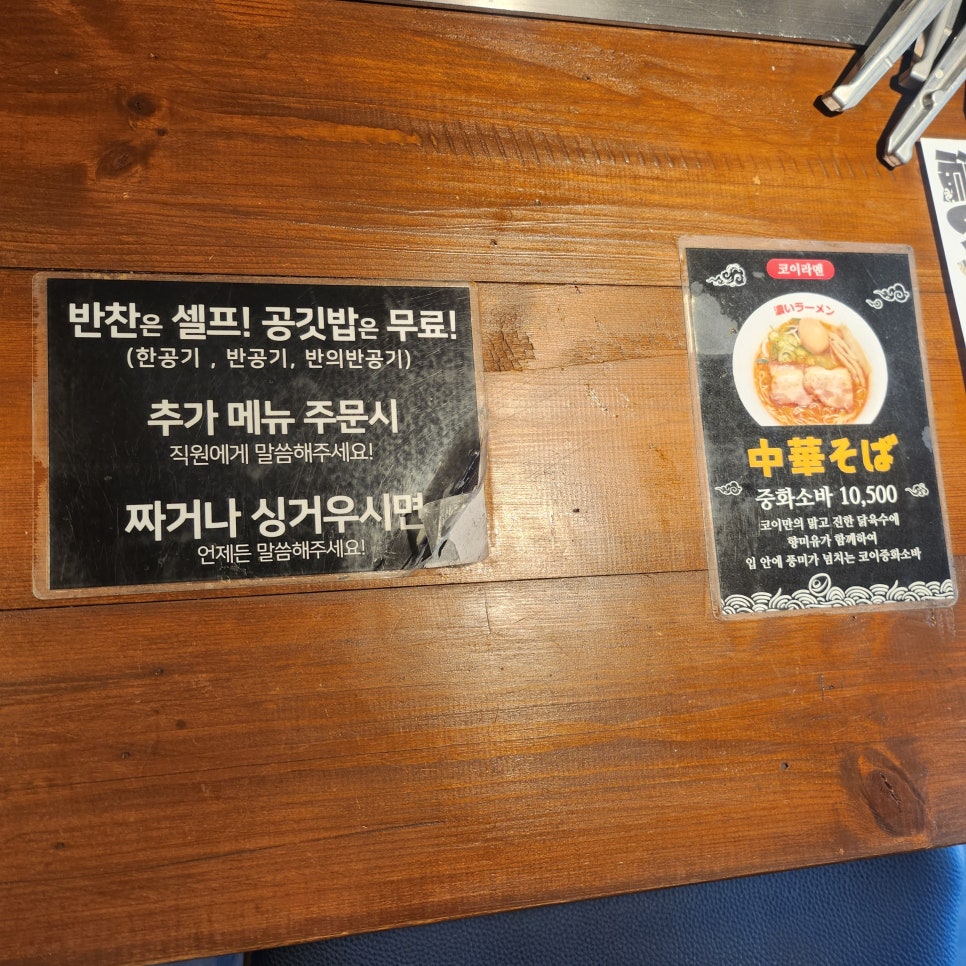 반찬은 셀프! 공깃밥은 무료!
(한공기 , 반공기, 반의반공기)
추가 메뉴 주문시
직원에게 말씀해주세요!
짜거나 싱거우시면
언제든 말씀해주세요!
코이라멘
濃いラーメン
中華そば
중화소바 10,500
코이만의 맑고 진한 닭육수에
향미유가 함께하여
입 안에 풍미가 넘치는 코이중화소바